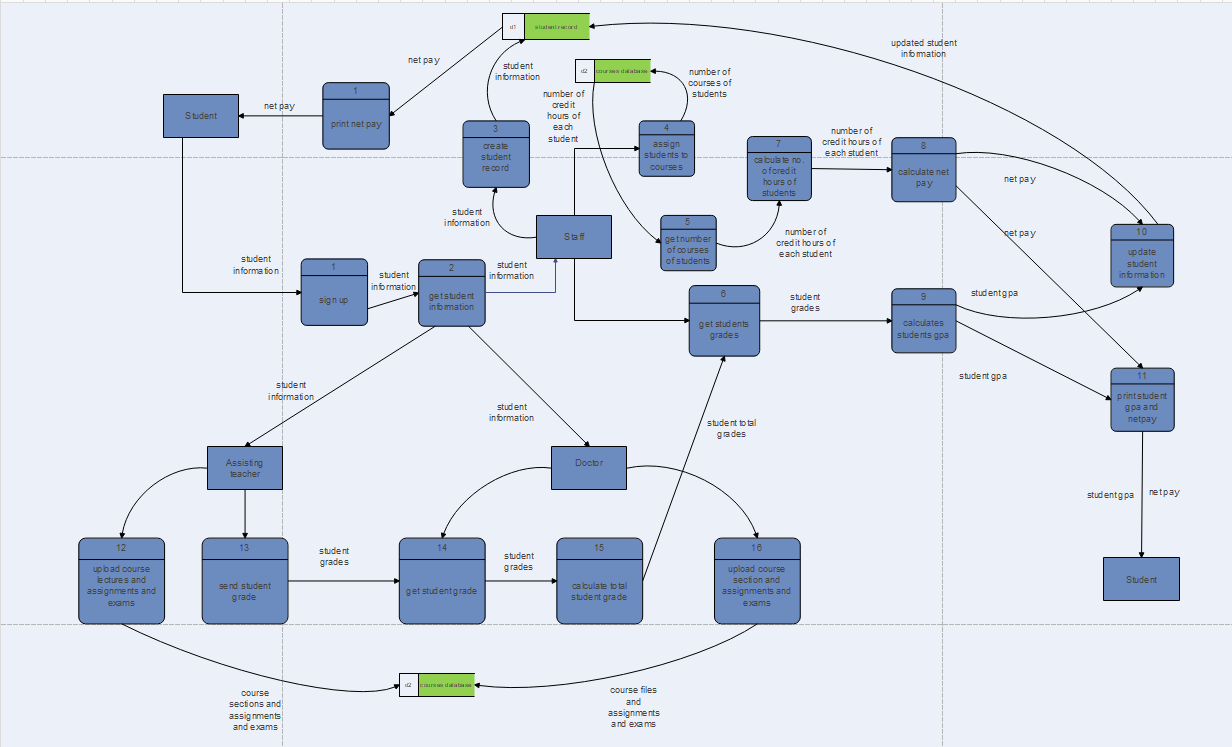 d1
student record
updated student
information
net pay
student
information
d2
courses database
number of
courses of
students
1
print net pay
net pay
Student
number of
credit
hours of
each
student
3
create
student
record
4
assign
students to
courses
7
calculate no.
of credit
hours of
students
number of
credit hours of
each student
8
calculate net
pay
net pay
student
information
Staff
5
get number
of courses
of students
number of
credit hours of
each student
net pay
10
update
student
information
student
information
1
sign up
student
information
2
get student
information
student
information
6
get students
grades
student
grades
9
calculates
students gpa
student gpa
student gpa
11
print student
gpa and
netpay
student
information
student
information
student total
grades
Assisting
teacher
Doctor
student gpa
net pay
12
upload course
lectures and
assignments and
exams
13
send student
grade
student
grades
14
get student grade
student
grades
15
calculate total
student grade
16
upload course
section and
assignments and
exams
Student
d2
courses database
course
sections and
assignments
and exams
course files
and
assignments
and exams